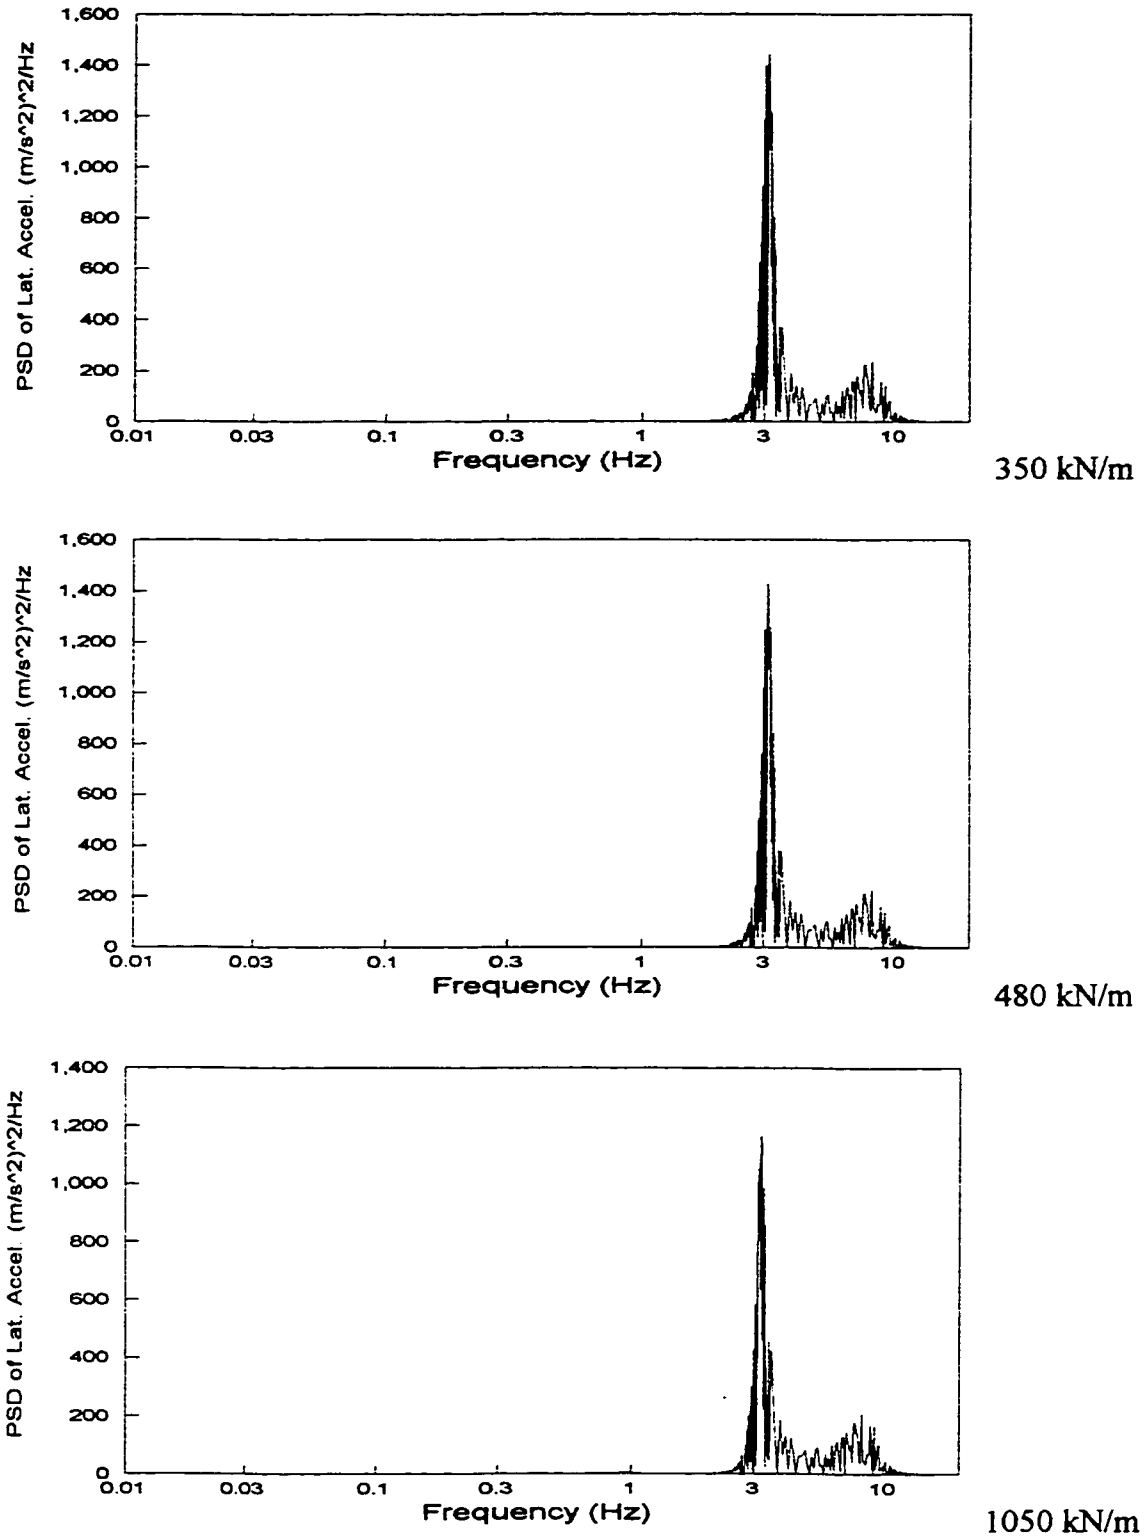 1,600
1,400
1,200
1,000
800
600
400
200
0
PSD of Lat. Accel. (m/s^2)^2/Hz
0.01 0.03 0.1 0.3 1 3 10
Frequency (Hz)
350 kN/m
1,600
1,400
1,200
1,000
800
600
400
200
0
PSD of Lat. Accel. (m/s^2)^2/Hz
0.01 0.03 0.1 0.3 1 3 10
Frequency (Hz)
480 kN/m
1,400
1,200
1,000
800
600
400
200
0
PSD of Lat. Accel. (m/s^2)^2/Hz
0.01 0.03 0.1 0.3 1 3 10
Frequency (Hz)
1050 kN/m